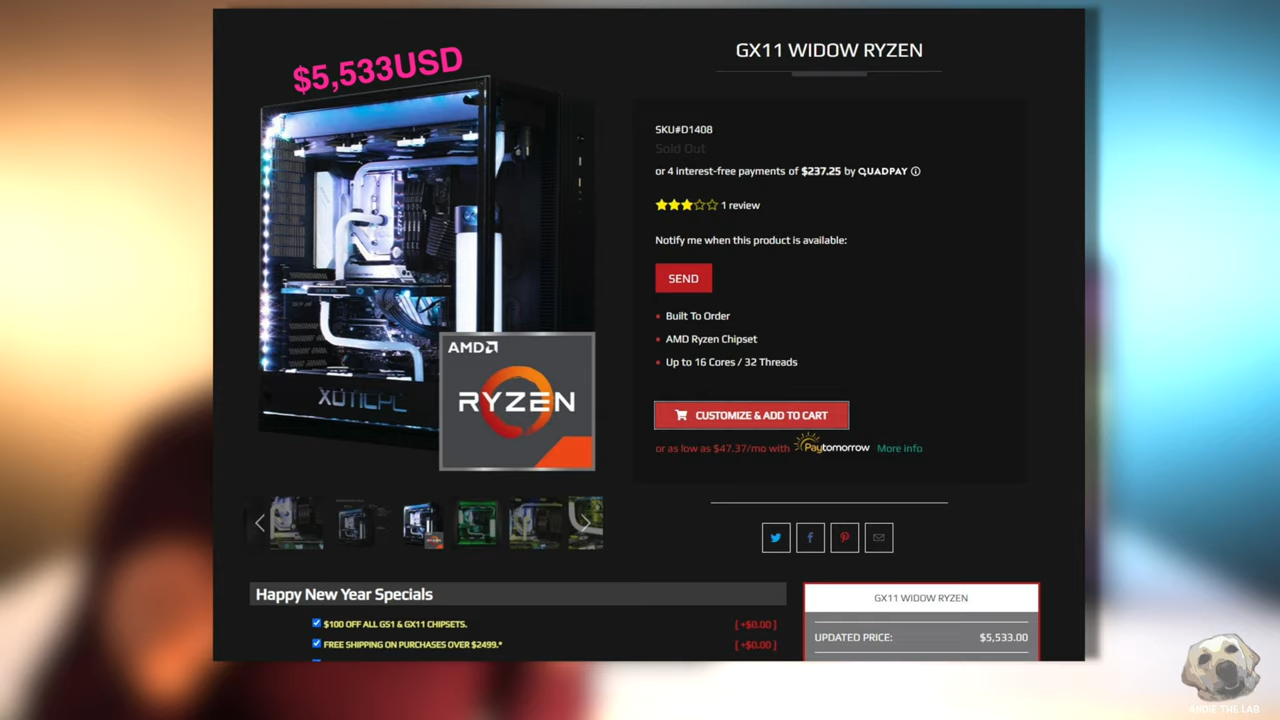 $5,533USD
GX11 WIDOW RYZEN
SKU#D1408
Sold Out
or 4 interest-free payments of $237.25 by QUADPAY
1 review
Notify me when this product is available:
SEND
Built To Order
AMD Ryzen Chipset
Up to 16 Cores / 32 Threads
CUSTOMIZE & ADD TO CART
or as low as $47.37/mo with Paytomorrow More info
XOTICPC
AMD
RYZEN
Happy New Year Specials
$100 OFF ALL GS1 & GX11 CHIPSETS. [ +$0.00 ]
FREE SHIPPING ON PURCHASES OVER $2499.* [ +$0.00 ]
GX11 WIDOW RYZEN
UPDATED PRICE: $5,533.00
ANDIE THE LAB